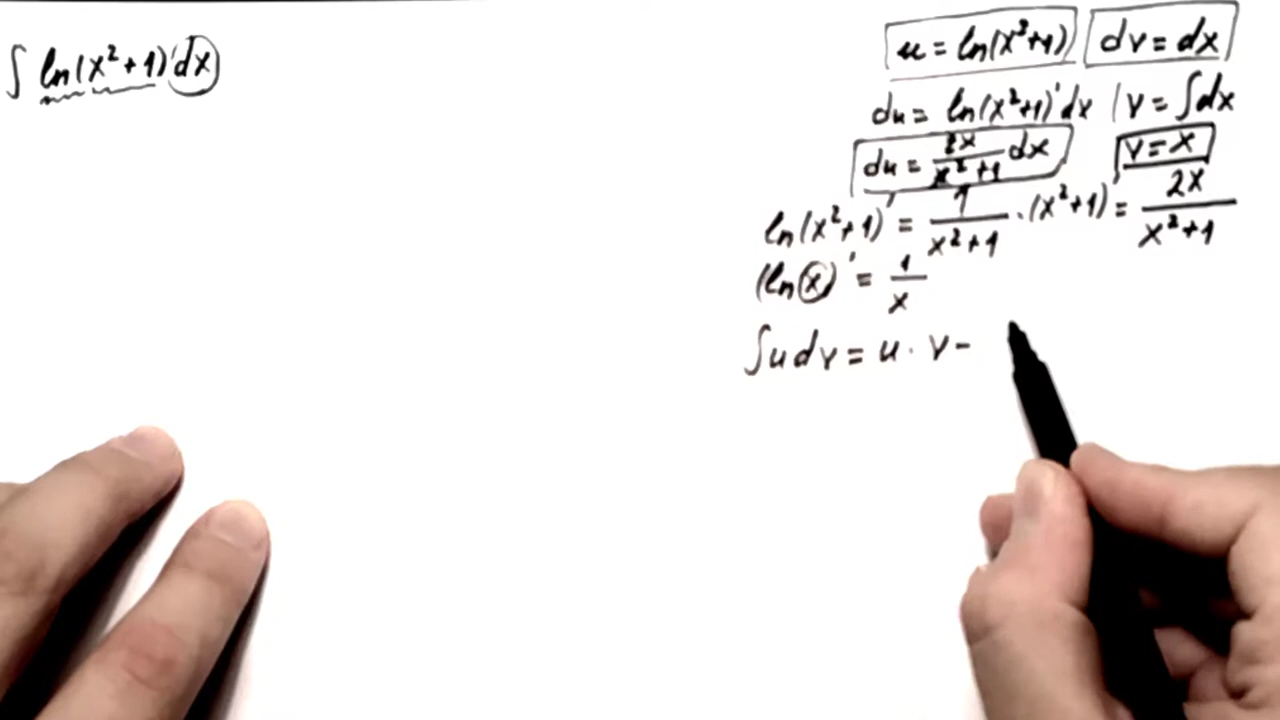 ∫ ln(x²+1)'dx
u = ln(x²+1) dv = dx
du = ln(x²+1)'dx | v = ∫dx
du = 2x/(x²+1) dx v = x
ln(x²+1)' = 1/(x²+1) · (x²+1)' = 2x/(x²+1)
(ln(x))' = 1/x
∫udv = u · v -